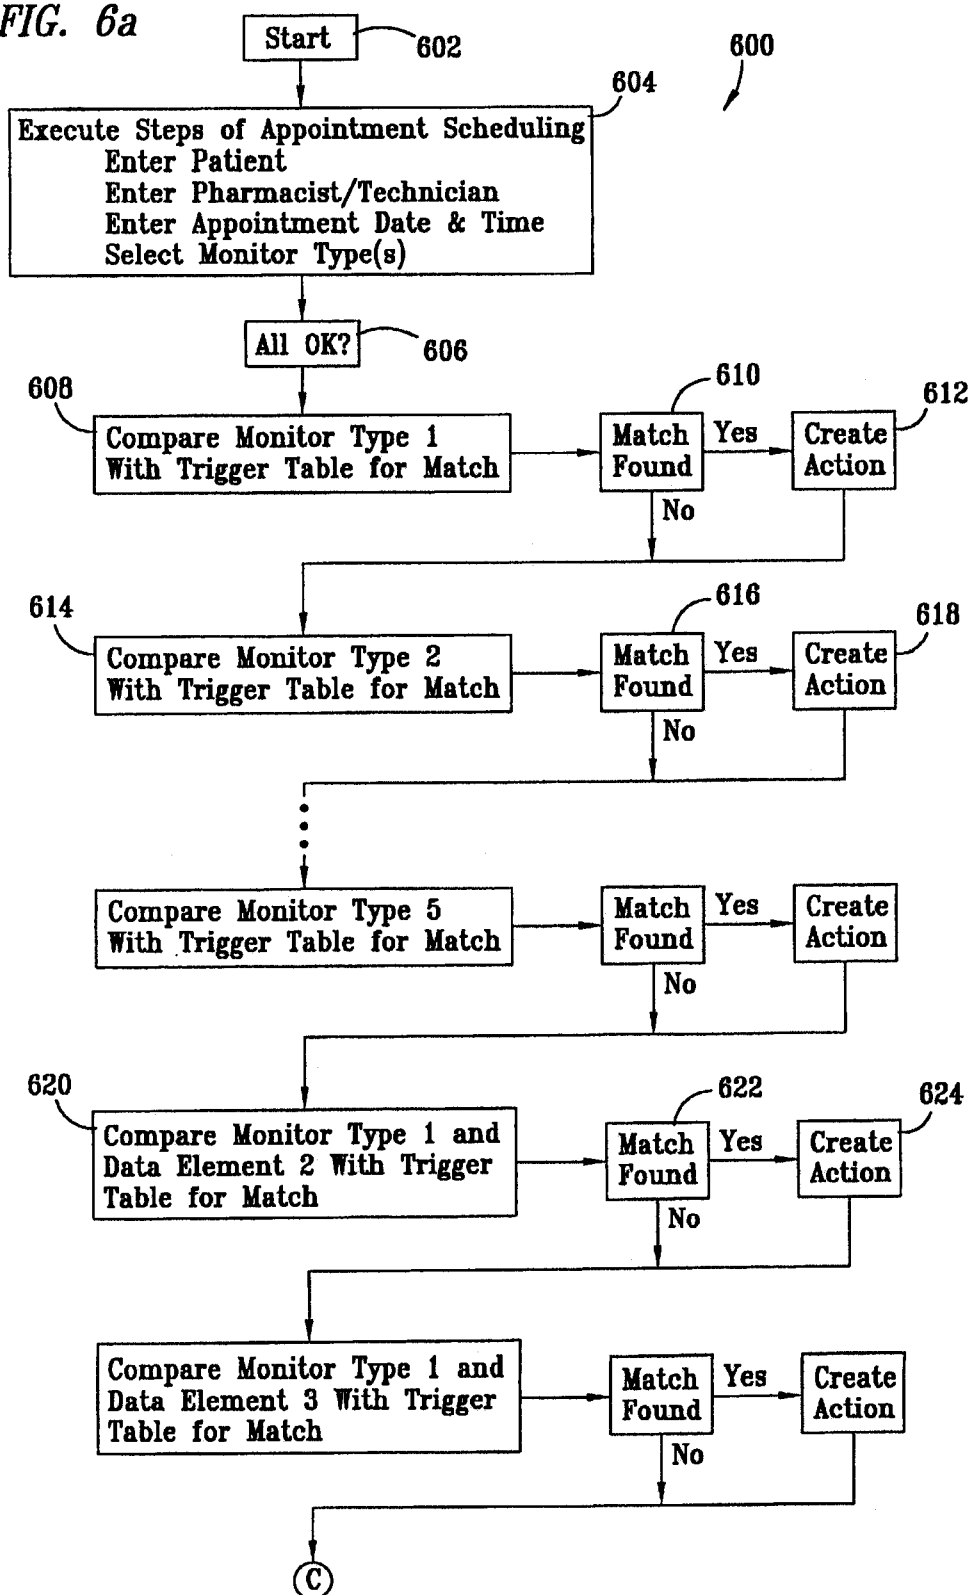 FIG. 6a
Start
602
600
604
Execute Steps of Appointment Scheduling
Enter Patient
Enter Pharmacist/Technician
Enter Appointment Date & Time
Select Monitor Type(s)
All OK?
606
608
Compare Monitor Type 1
With Trigger Table for Match
610
Match
Found
Yes
No
612
Create
Action
614
Compare Monitor Type 2
With Trigger Table for Match
616
Match
Found
Yes
No
618
Create
Action
Compare Monitor Type 5
With Trigger Table for Match
Match
Found
Yes
No
Create
Action
620
Compare Monitor Type 1 and
Data Element 2 With Trigger
Table for Match
622
Match
Found
Yes
No
624
Create
Action
Compare Monitor Type 1 and
Data Element 3 With Trigger
Table for Match
Match
Found
Yes
No
Create
Action
C